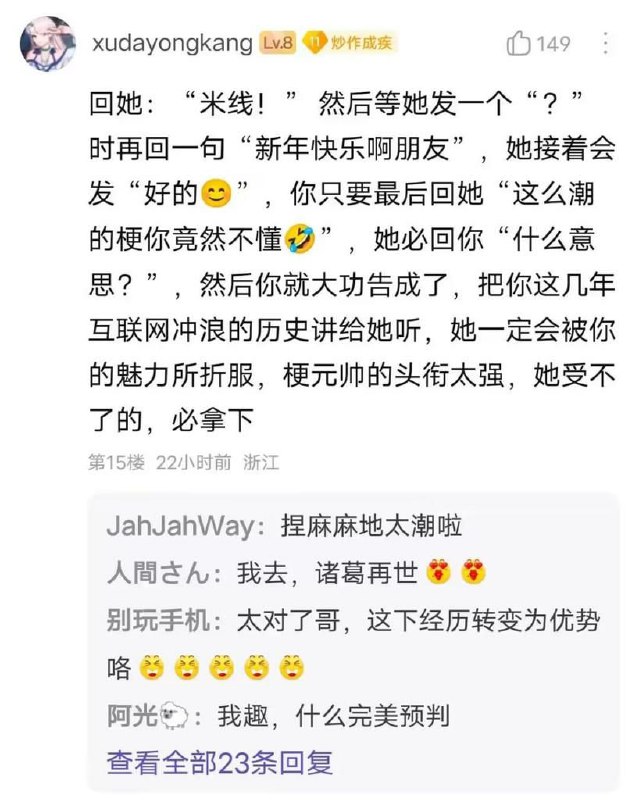 xudayongkang Lv.8 11 炒作成疾 149
回她：“米线！” 然后等她发一个“？”
时再回一句“新年快乐啊朋友”，她接着会
发“好的😊”，你只要最后回她“这么潮
的梗你竟然不懂🤣”，她必回你“什么意
思？”，然后你就大功告成了，把你这几年
互联网冲浪的历史讲给她听，她一定会被你
的魅力所折服，梗元帅的头衔太强，她受不
了的，必拿下
第15楼 22小时前 浙江
JahJahWay：捏麻麻地太潮啦
人間さん：我去，诸葛再世😍😍
别玩手机：太对了哥，这下经历转变为优势
咯😆😆😆😆😆
阿光🐑：我趣，什么完美预判
查看全部23条回复